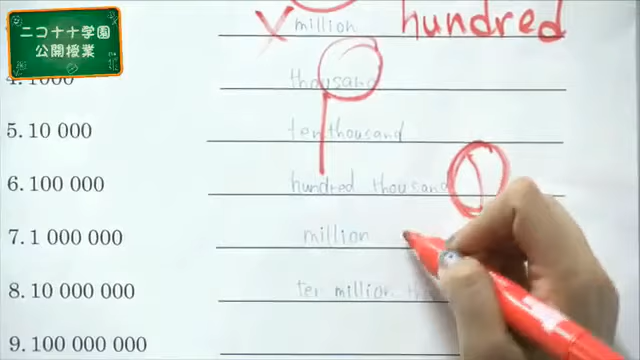 ニコ十十学園
公開授業
million
hundred
4. 1000
thousand
5. 10 000
ten thousand
6. 100 000
hundred thousand
7. 1 000 000
million
8. 10 000 000
ten million
9. 100 000 000